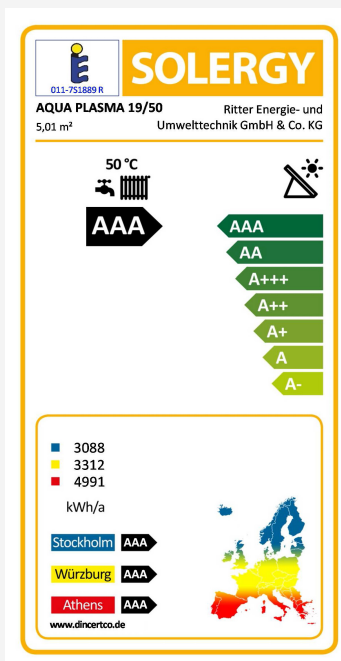 011-7S1889 R
SOLERGY
AQUA PLASMA 19/50
Ritter Energie- und
5,01 m²
Umwelttechnik GmbH & Co. KG
50 °C
AAA
AAA
AA
A+++
A++
A+
A
A-
3088
3312
4991
kWh/a
Stockholm AAA
Würzburg AAA
Athens AAA
www.dincertco.de